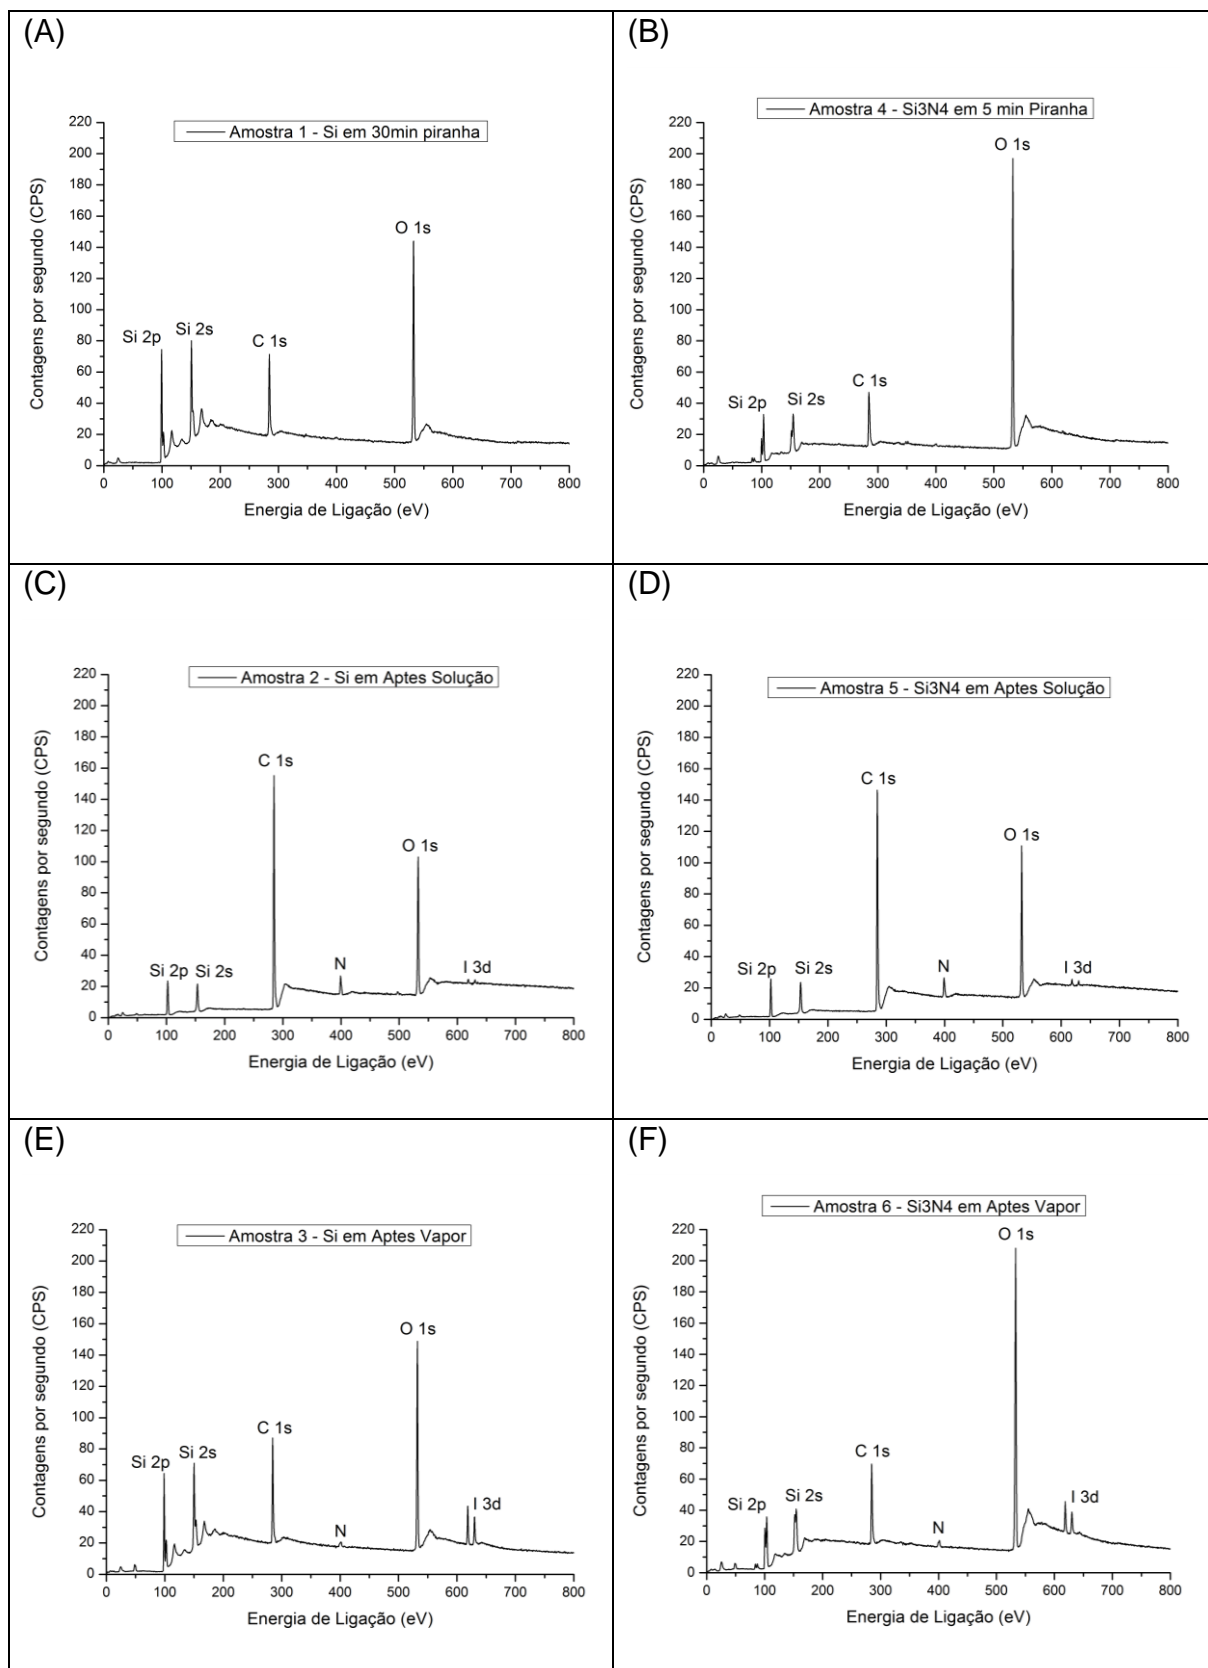 (A)
Amostra 1 - Si em 30min piranha
Contagens por segundo (CPS)
220
200
180
160
140
120
100
80
60
40
20
0
Si 2p
Si 2s
C 1s
O 1s
0 100 200 300 400 500 600 700 800
Energia de Ligação (eV)
(B)
Amostra 4 - Si3N4 em 5 min Piranha
Contagens por segundo (CPS)
220
200
180
160
140
120
100
80
60
40
20
0
Si 2p
Si 2s
C 1s
O 1s
0 100 200 300 400 500 600 700 800
Energia de Ligação (eV)
(C)
Amostra 2 - Si em Aptes Solução
Contagens por segundo (CPS)
220
200
180
160
140
120
100
80
60
40
20
0
Si 2p
Si 2s
C 1s
N
O 1s
I 3d
0 100 200 300 400 500 600 700 800
Energia de Ligação (eV)
(D)
Amostra 5 - Si3N4 em Aptes Solução
Contagens por segundo (CPS)
220
200
180
160
140
120
100
80
60
40
20
0
Si 2p
Si 2s
C 1s
N
O 1s
I 3d
0 100 200 300 400 500 600 700 800
Energia de Ligação (eV)
(E)
Amostra 3 - Si em Aptes Vapor
Contagens por segundo (CPS)
220
200
180
160
140
120
100
80
60
40
20
0
Si 2p
Si 2s
C 1s
N
O 1s
I 3d
0 100 200 300 400 500 600 700 800
Energia de Ligação (eV)
(F)
Amostra 6 - Si3N4 em Aptes Vapor
Contagens por segundo (CPS)
220
200
180
160
140
120
100
80
60
40
20
0
Si 2p
Si 2s
C 1s
N
O 1s
I 3d
0 100 200 300 400 500 600 700 800
Energia de Ligação (eV)